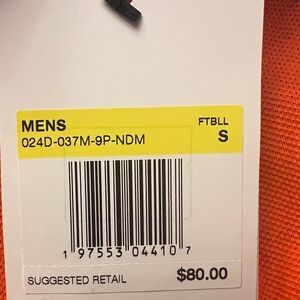 MENS FTBLL
024D-037M-9P-NDM S
1 97553 04410 7
SUGGESTED RETAIL $80.00